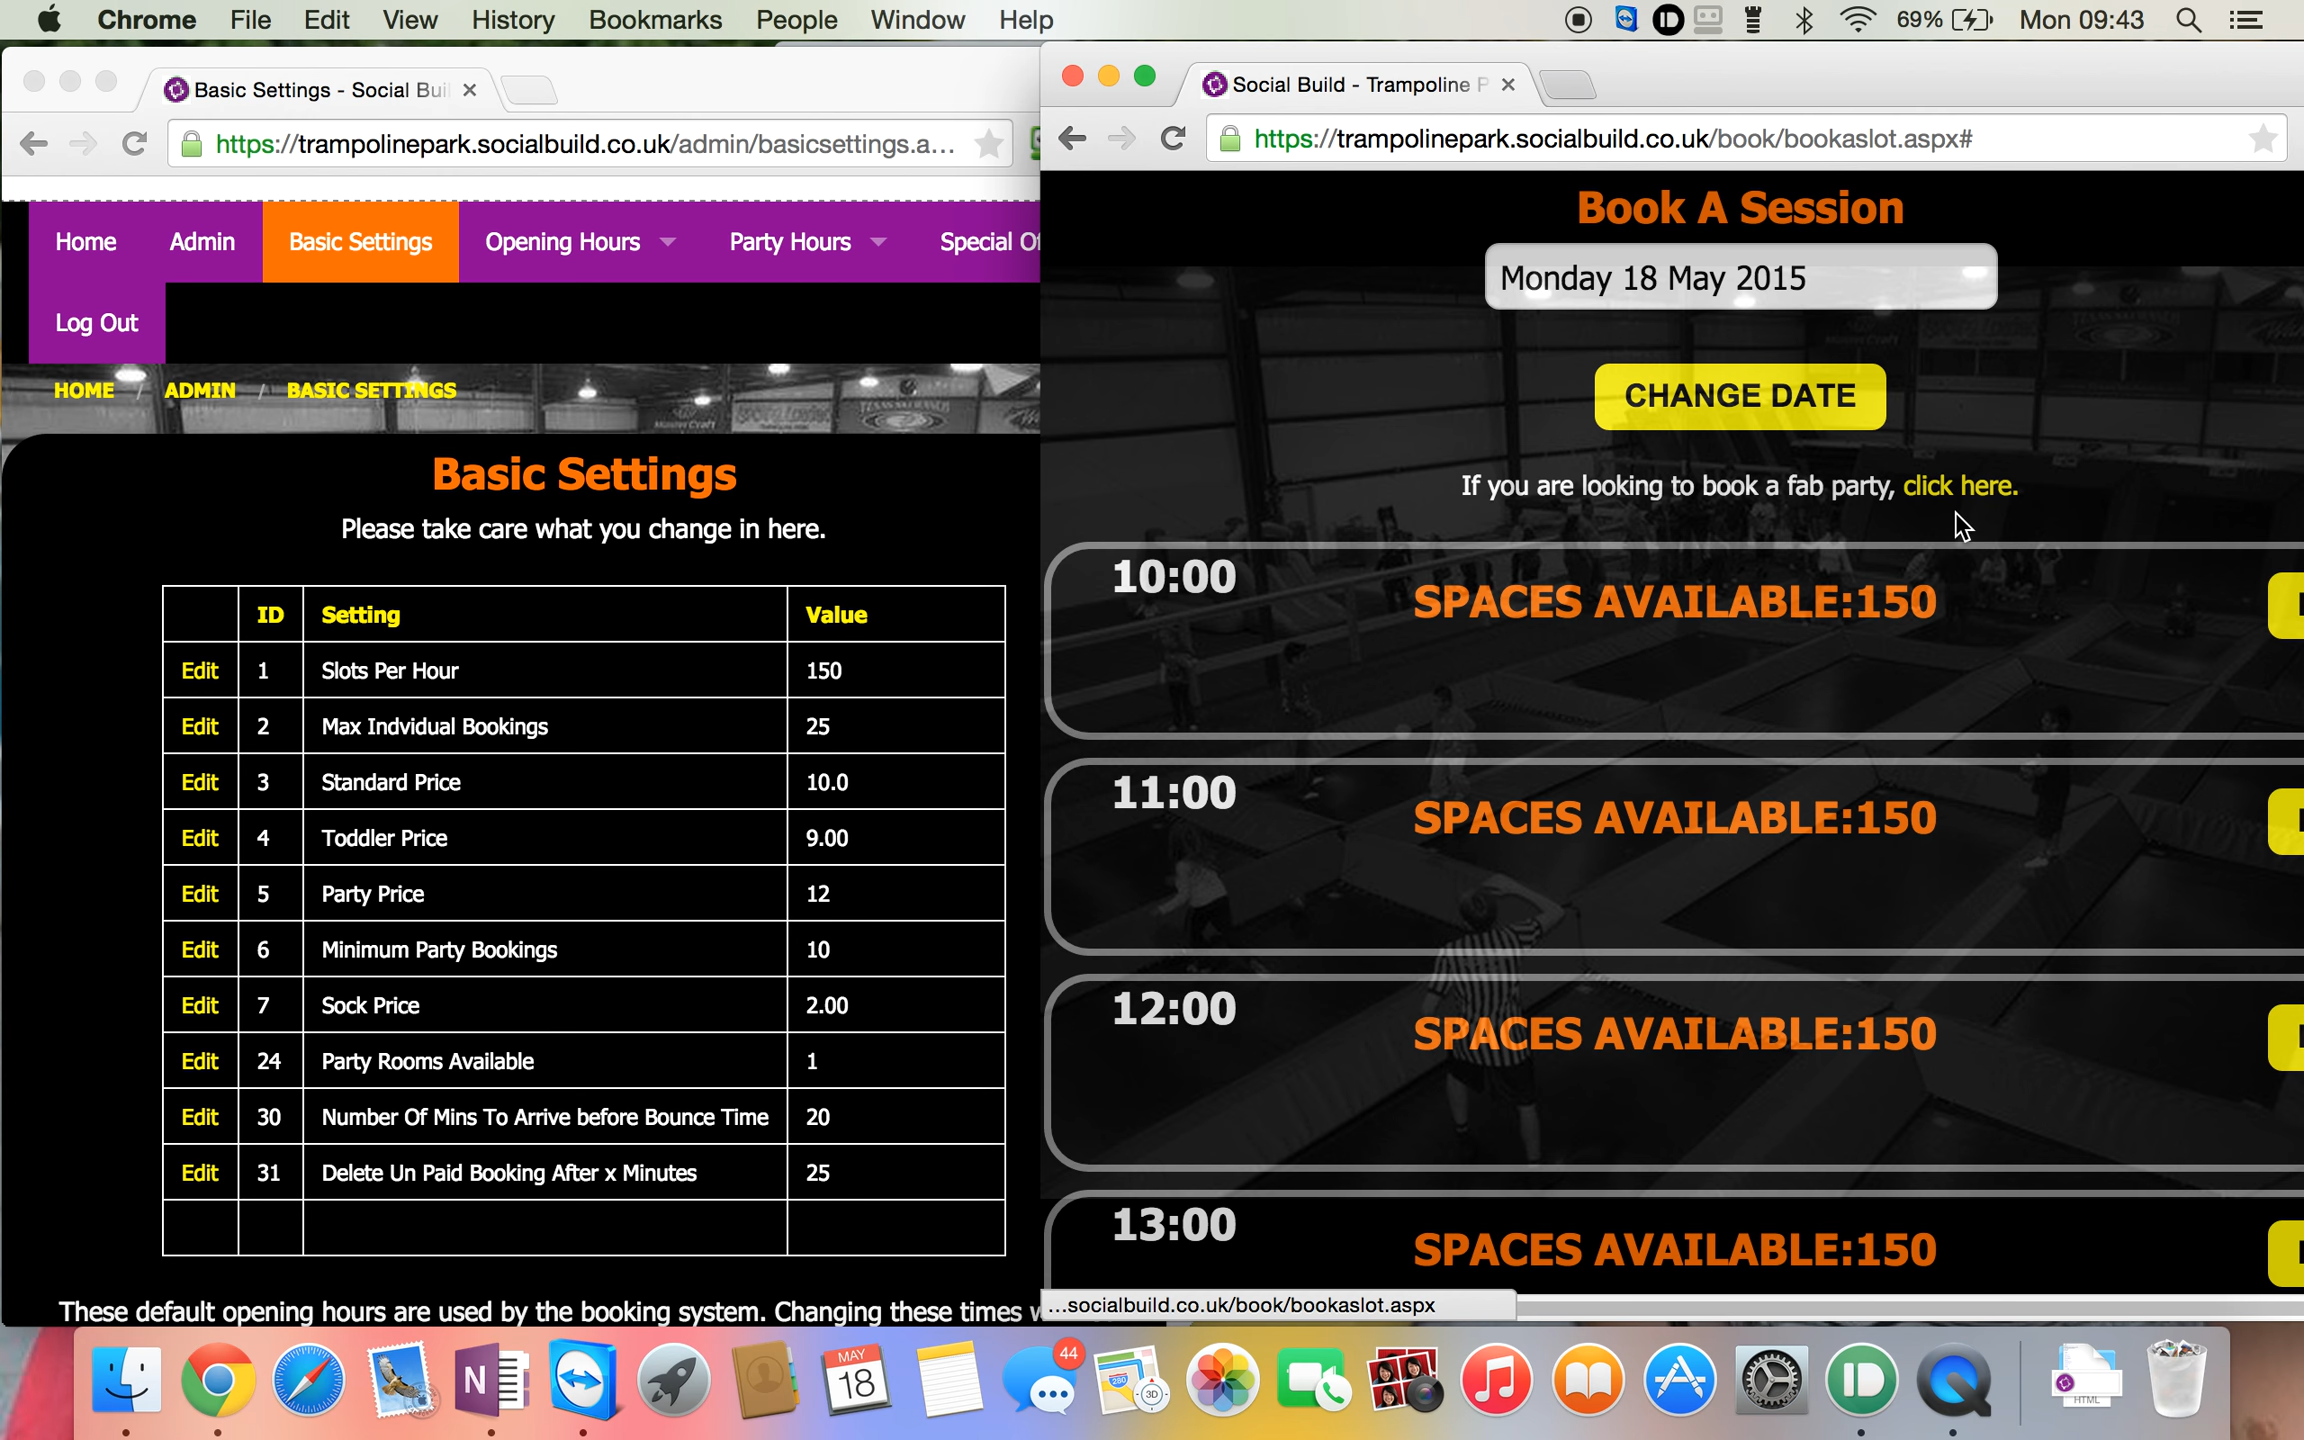 Chrome File Edit View History Bookmarks People Window Help 69% Mon 09:43
Basic Settings - Social Buil
https://trampolinepark.socialbuild.co.uk/admin/basicsettings.a...
Home Admin Basic Settings Opening Hours Party Hours Special Of
Log Out
HOME / ADMIN / BASIC SETTINGS
Basic Settings
Please take care what you change in here.
ID Setting Value
Edit 1 Slots Per Hour 150
Edit 2 Max Indvidual Bookings 25
Edit 3 Standard Price 10.0
Edit 4 Toddler Price 9.00
Edit 5 Party Price 12
Edit 6 Minimum Party Bookings 10
Edit 7 Sock Price 2.00
Edit 24 Party Rooms Available 1
Edit 30 Number Of Mins To Arrive before Bounce Time 20
Edit 31 Delete Un Paid Booking After x Minutes 25
These default opening hours are used by the booking system. Changing these times w
Social Build - Trampoline P
https://trampolinepark.socialbuild.co.uk/book/bookaslot.aspx#
Book A Session
Monday 18 May 2015
CHANGE DATE
If you are looking to book a fab party, click here.
10:00
SPACES AVAILABLE:150
11:00
SPACES AVAILABLE:150
12:00
SPACES AVAILABLE:150
13:00
SPACES AVAILABLE:150
...socialbuild.co.uk/book/bookaslot.aspx
MAY
18
44
280
3D
HTML